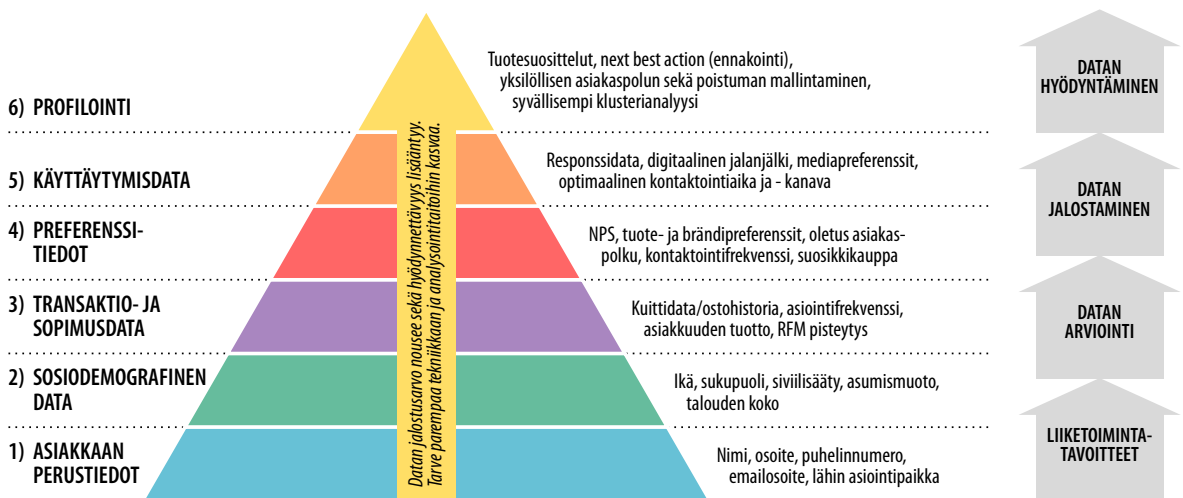 6) PROFILOINTI
Tuotesuosittelut, next best action (ennakointi),
yksilöllisen asiakaspolun sekä poistuman mallintaminen,
syvällisempi klusterianalyysi
5) KÄYTTÄYTYMISDATA
Responssidata, digitaalinen jalanjälki, mediapreferenssit,
optimaalinen kontaktointiaika ja - kanava
4) PREFERENSSI-
TIEDOT
NPS, tuote- ja brändipreferenssit, oletus asiakas-
polku, kontaktointifrekvenssi, suosikkikauppa
3) TRANSAKTIO- JA
SOPIMUSDATA
Kuittidata/ostohistoria, asiointifrekvenssi,
asiakkuuden tuotto, RFM pisteytys
2) SOSIODEMOGRAFINEN
DATA
Ikä, sukupuoli, siviilisääty, asumismuoto,
talouden koko
1) ASIAKKAAN
PERUSTIEDOT
Nimi, osoite, puhelinnumero,
emailosoite, lähin asiointipaikka
Datan jalostusarvo nousee sekä hyödynnettävyys lisääntyy.
Tarve parempaa tekniikkaan ja analysointitaitoihin kasvaa.
DATAN
HYÖDYNTÄMINEN
DATAN
JALOSTAMINEN
DATAN
ARVIOINTI
LIIKETOIMINTA-
TAVOITTEET